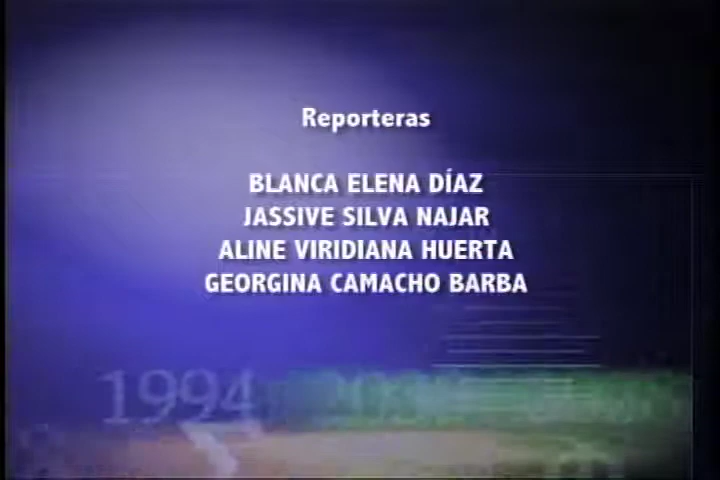 Reporteras
BLANCA ELENA DÍAZ
JASSIVE SILVA NAJAR
ALINE VIRIDIANA HUERTA
GEORGINA CAMACHO BARBA
1994